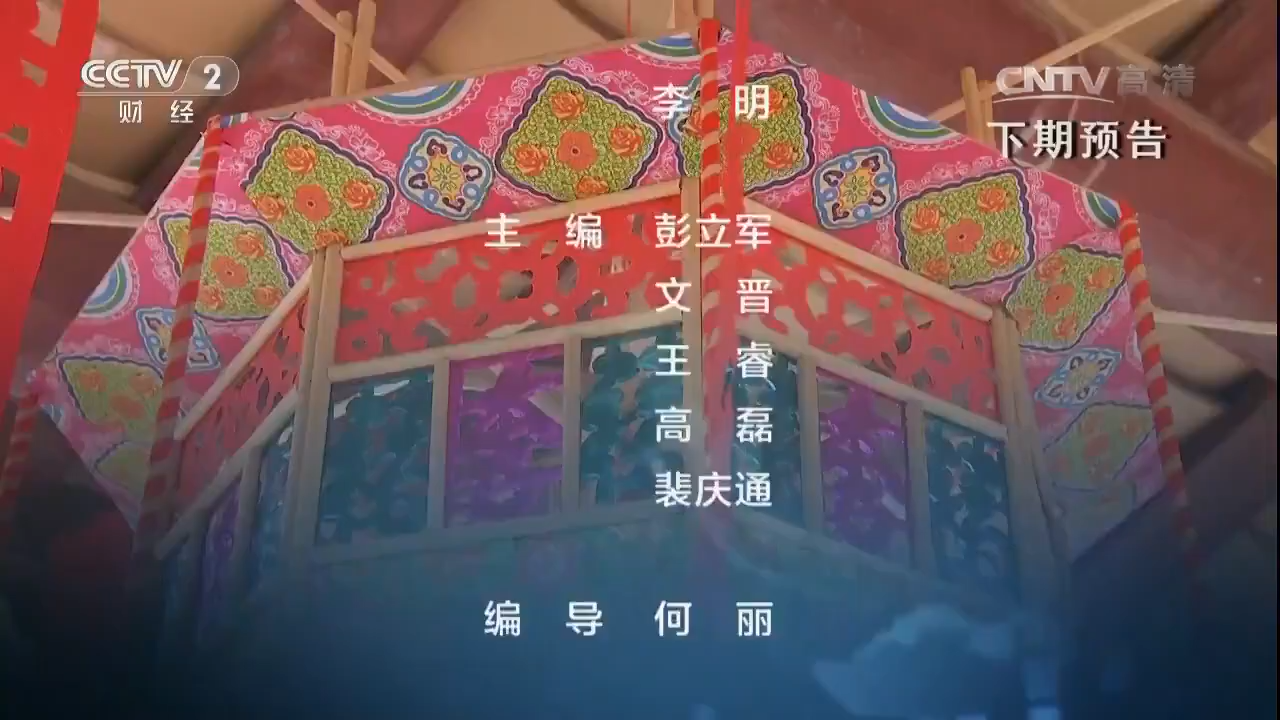 CCTV 2
财经
CNTV 高清
下期预告
李 明
主 编 彭立军
文 晋
王 睿
高 磊
裴庆通
编 导 何 丽